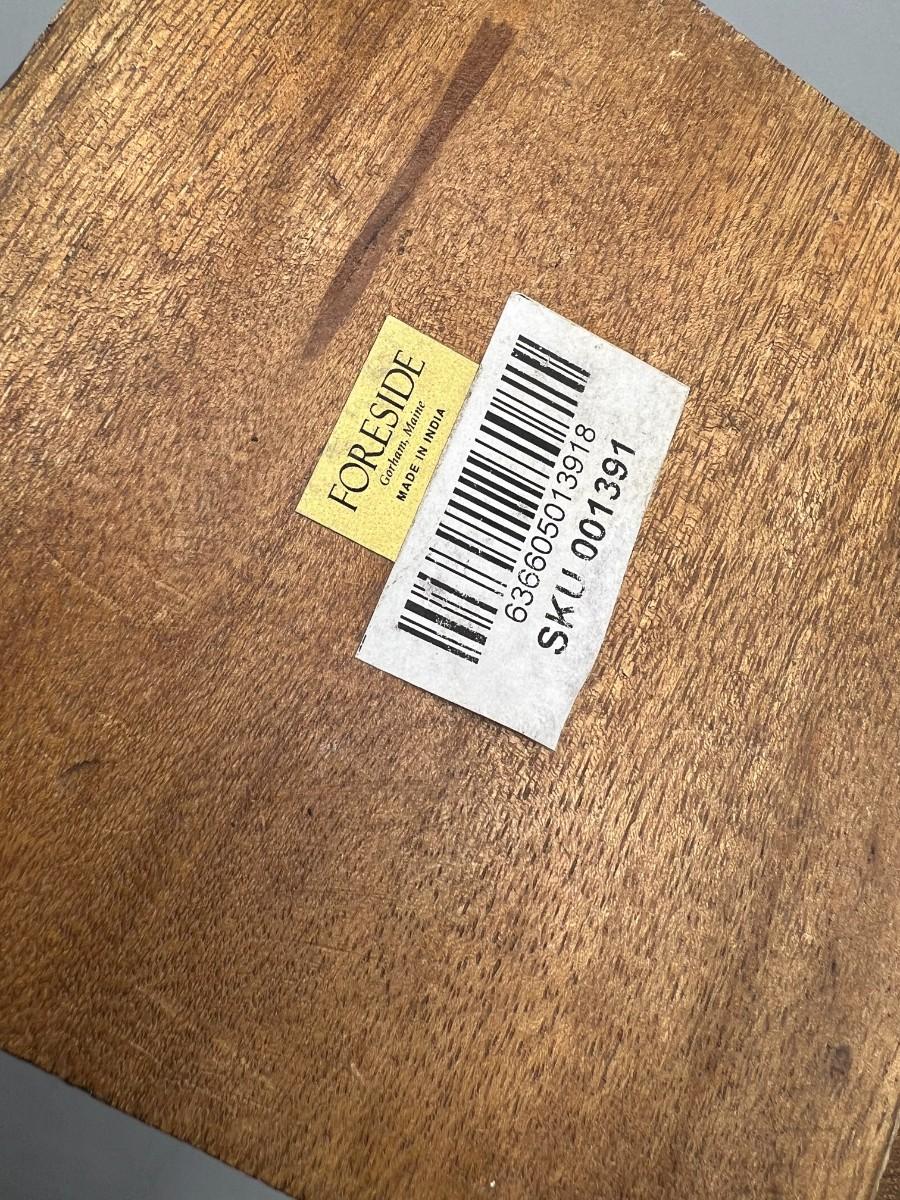 FORESIDE
Gorham, Maine
MADE IN INDIA
636605013918
SKU 001391